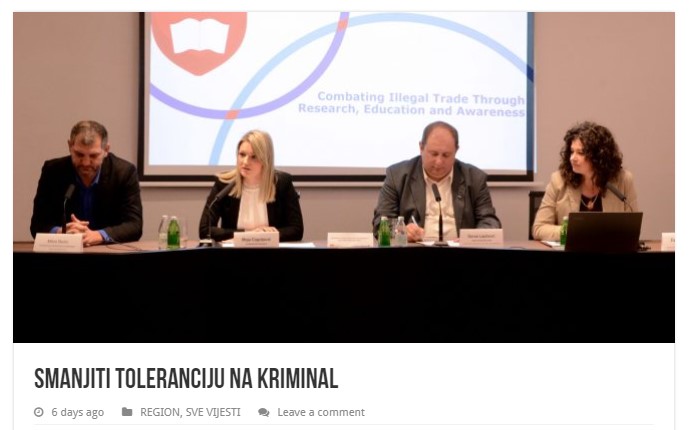 Combating Illegal Trade Through
Research, Education and Awareness
SMANJITI TOLERANCIJU NA KRIMINAL
6 days ago REGION, SVE VIJESTI Leave a comment